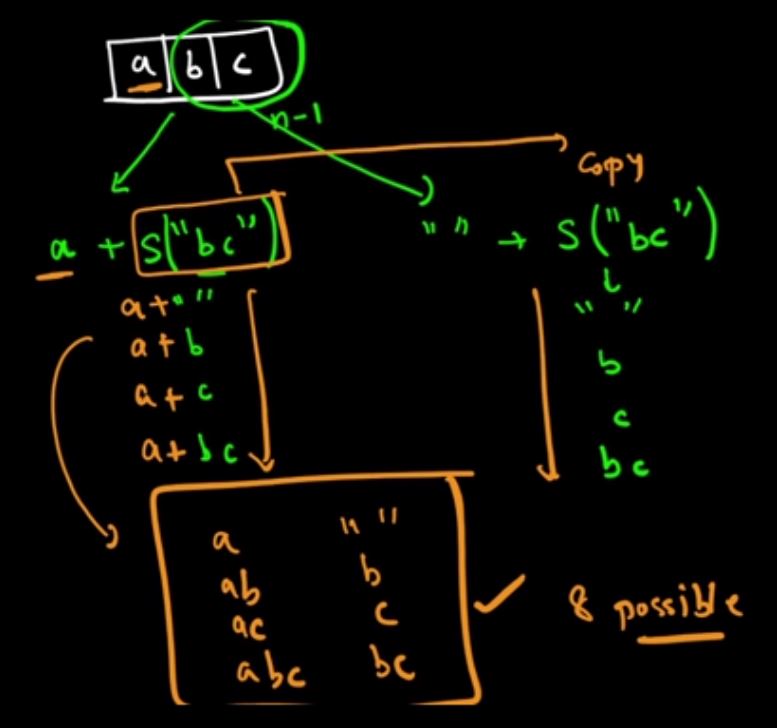 a b c
n-1
copy
a + S("bc")
" " → S("bc")
a + " "
" "
a + b
b
a + c
c
a + bc
bc
a " "
ab b
ac c
abc bc
8 possible